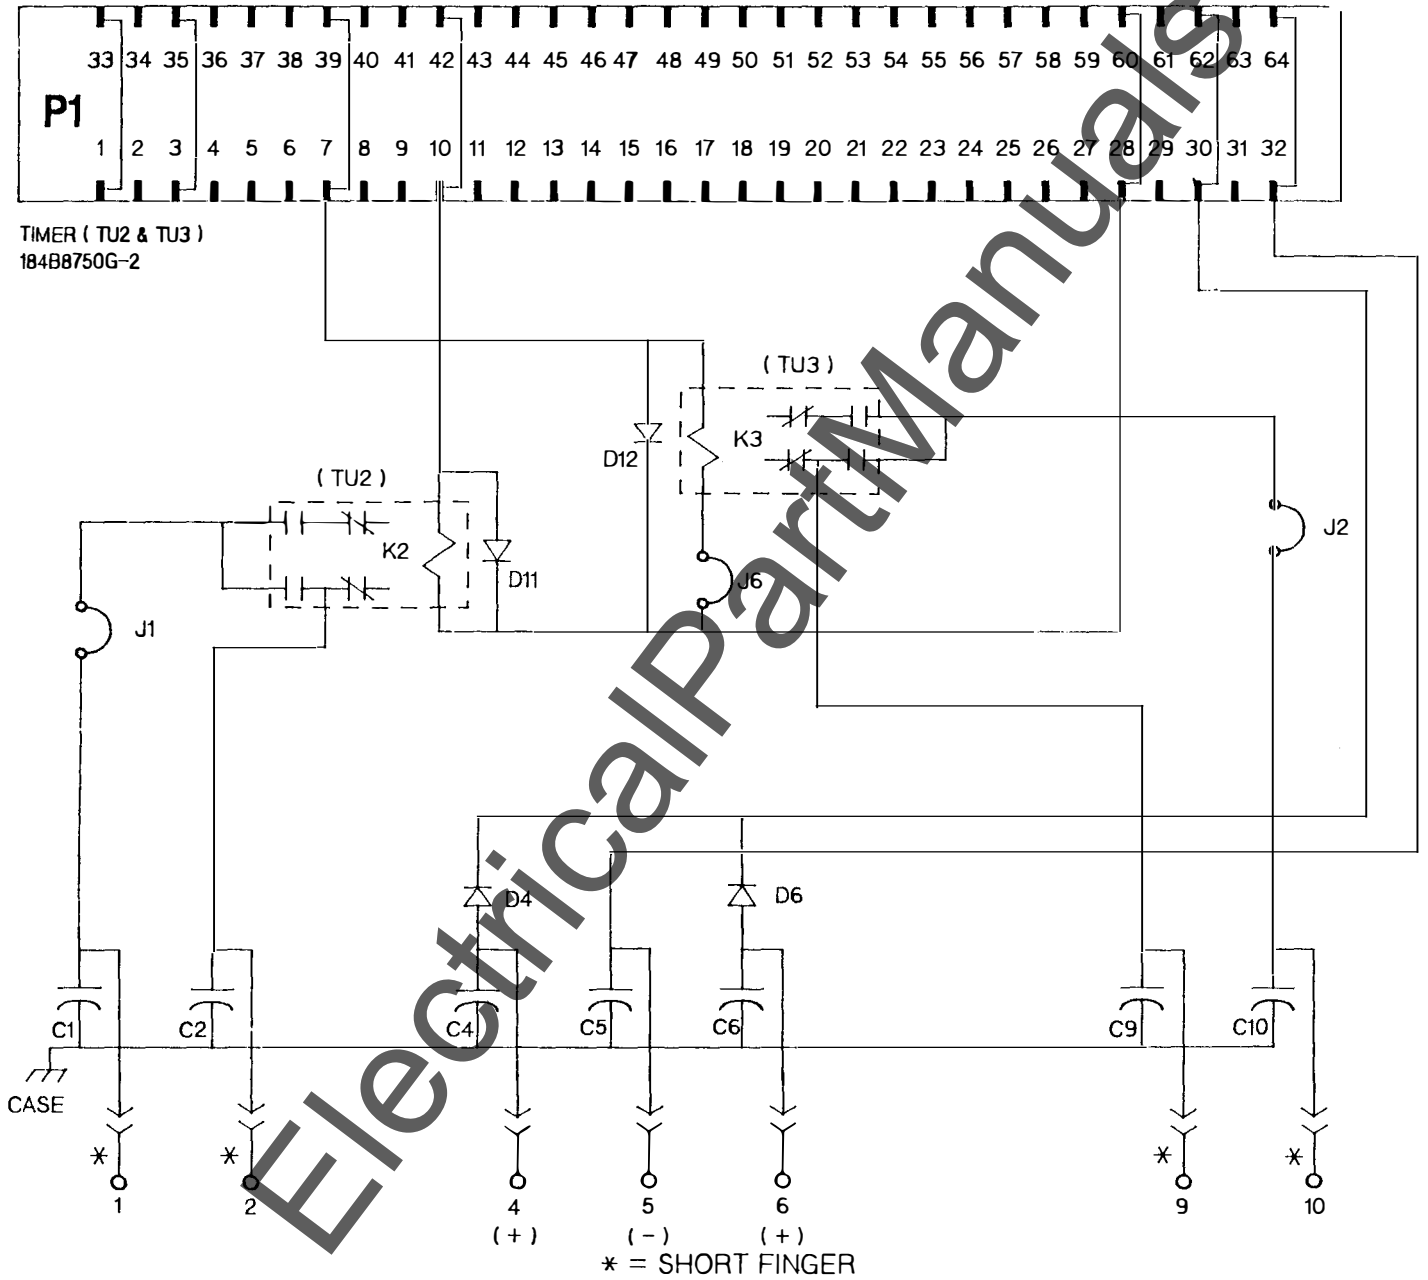 33 34 35 36 37 38 39 40 41 42 43 44 45 46 47 48 49 50 51 52 53 54 55 56 57 58 59 60 61 62 63 64
P1
1 2 3 4 5 6 7 8 9 10 11 12 13 14 15 16 17 18 19 20 21 22 23 24 25 26 27 28 29 30 31 32
TIMER ( TU2 & TU3 )
184B8750G-2
( TU3 )
K3
D12
( TU2 )
K2
D11
J6
J2
J1
D4
D6
C1
C2
C4
C5
C6
C9
C10
CASE
* * * *
1 2 4 5 6 9 10
(+) (-) (+)
* = SHORT FINGER
ElectricalPartManuals